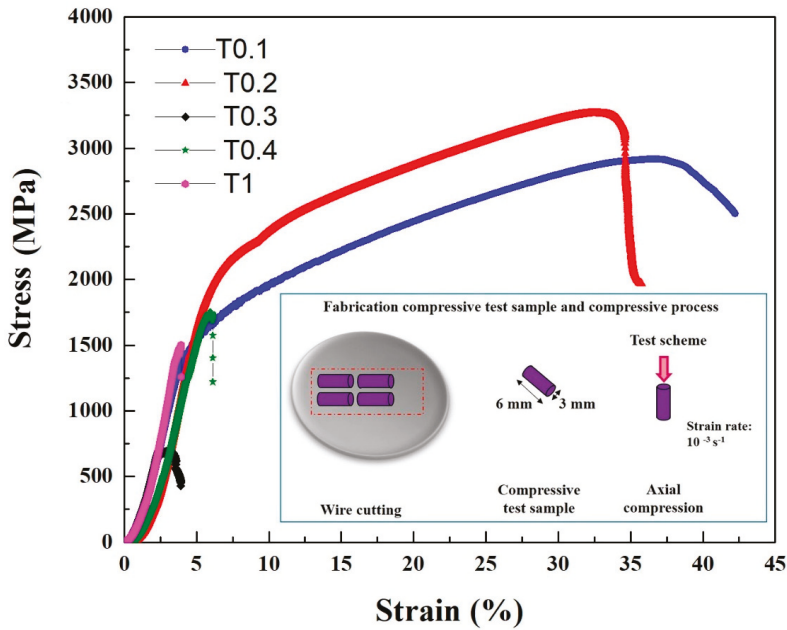 4000
3500
3000
2500
2000
1500
1000
500
0
Stress (MPa)
T0.1
T0.2
T0.3
T0.4
T1
Fabrication compressive test sample and compressive process
Test scheme
6 mm
3 mm
Strain rate:
10 -3 s-1
Wire cutting
Compressive
test sample
Axial
compression
0 5 10 15 20 25 30 35 40 45
Strain (%)